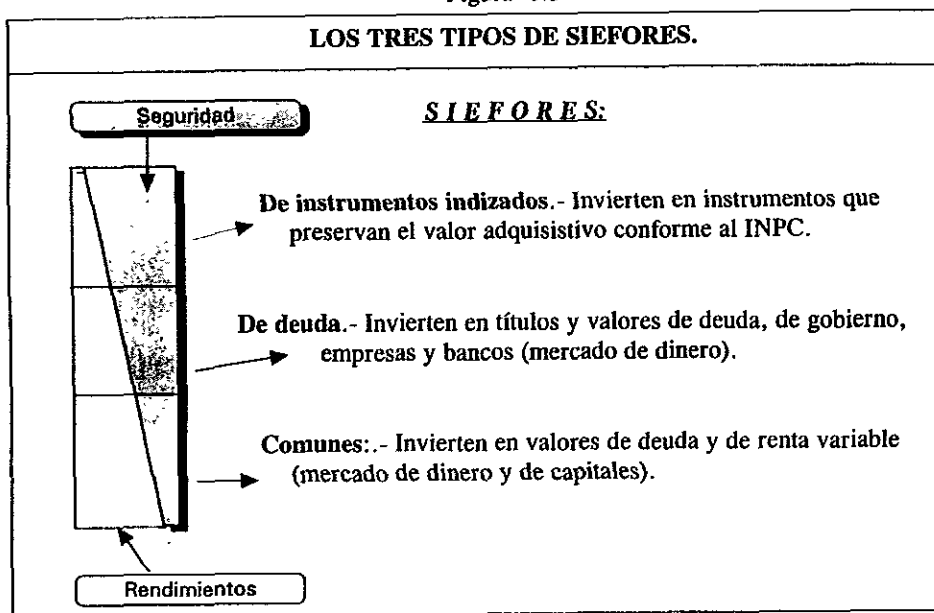 LOS TRES TIPOS DE SIEFORES.
Seguridad
S I E F O R E S:
De instrumentos indizados.- Invierten en instrumentos que
preservan el valor adquisistivo conforme al INPC.
De deuda.- Invierten en títulos y valores de deuda, de gobierno,
empresas y bancos (mercado de dinero).
Comunes:.- Invierten en valores de deuda y de renta variable
(mercado de dinero y de capitales).
Rendimientos